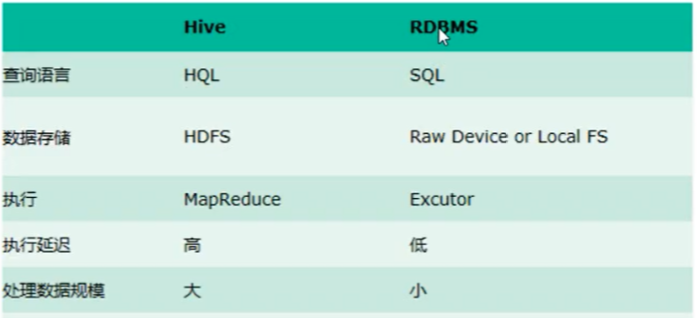 Hive RDBMS
查询语言 HQL SQL
数据存储 HDFS Raw Device or Local FS
执行 MapReduce Excutor
执行延迟 高 低
处理数据规模 大 小